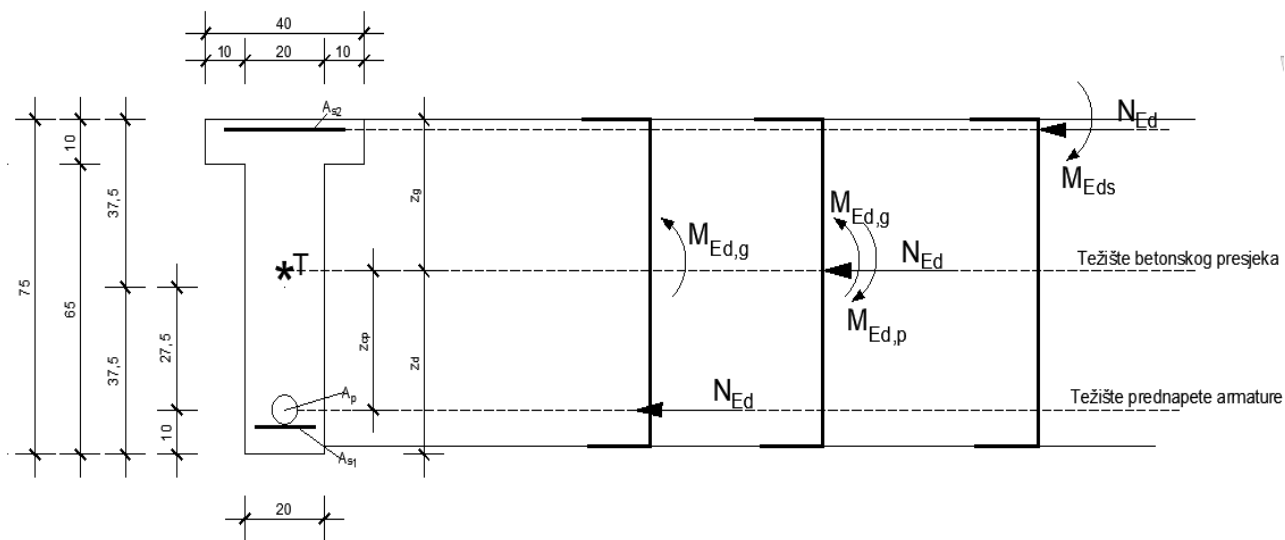 40
10 20 10
A_s2
N_Ed
M_Eds
10
37,5
z_g
M_Ed,g
M_Ed,g
N_Ed
T
Težište betonskog presjeka
75
65
z_cp
z_d
M_Ed,p
37,5
27,5
A_p
N_Ed
Težište prednapete armature
10
A_s1
20